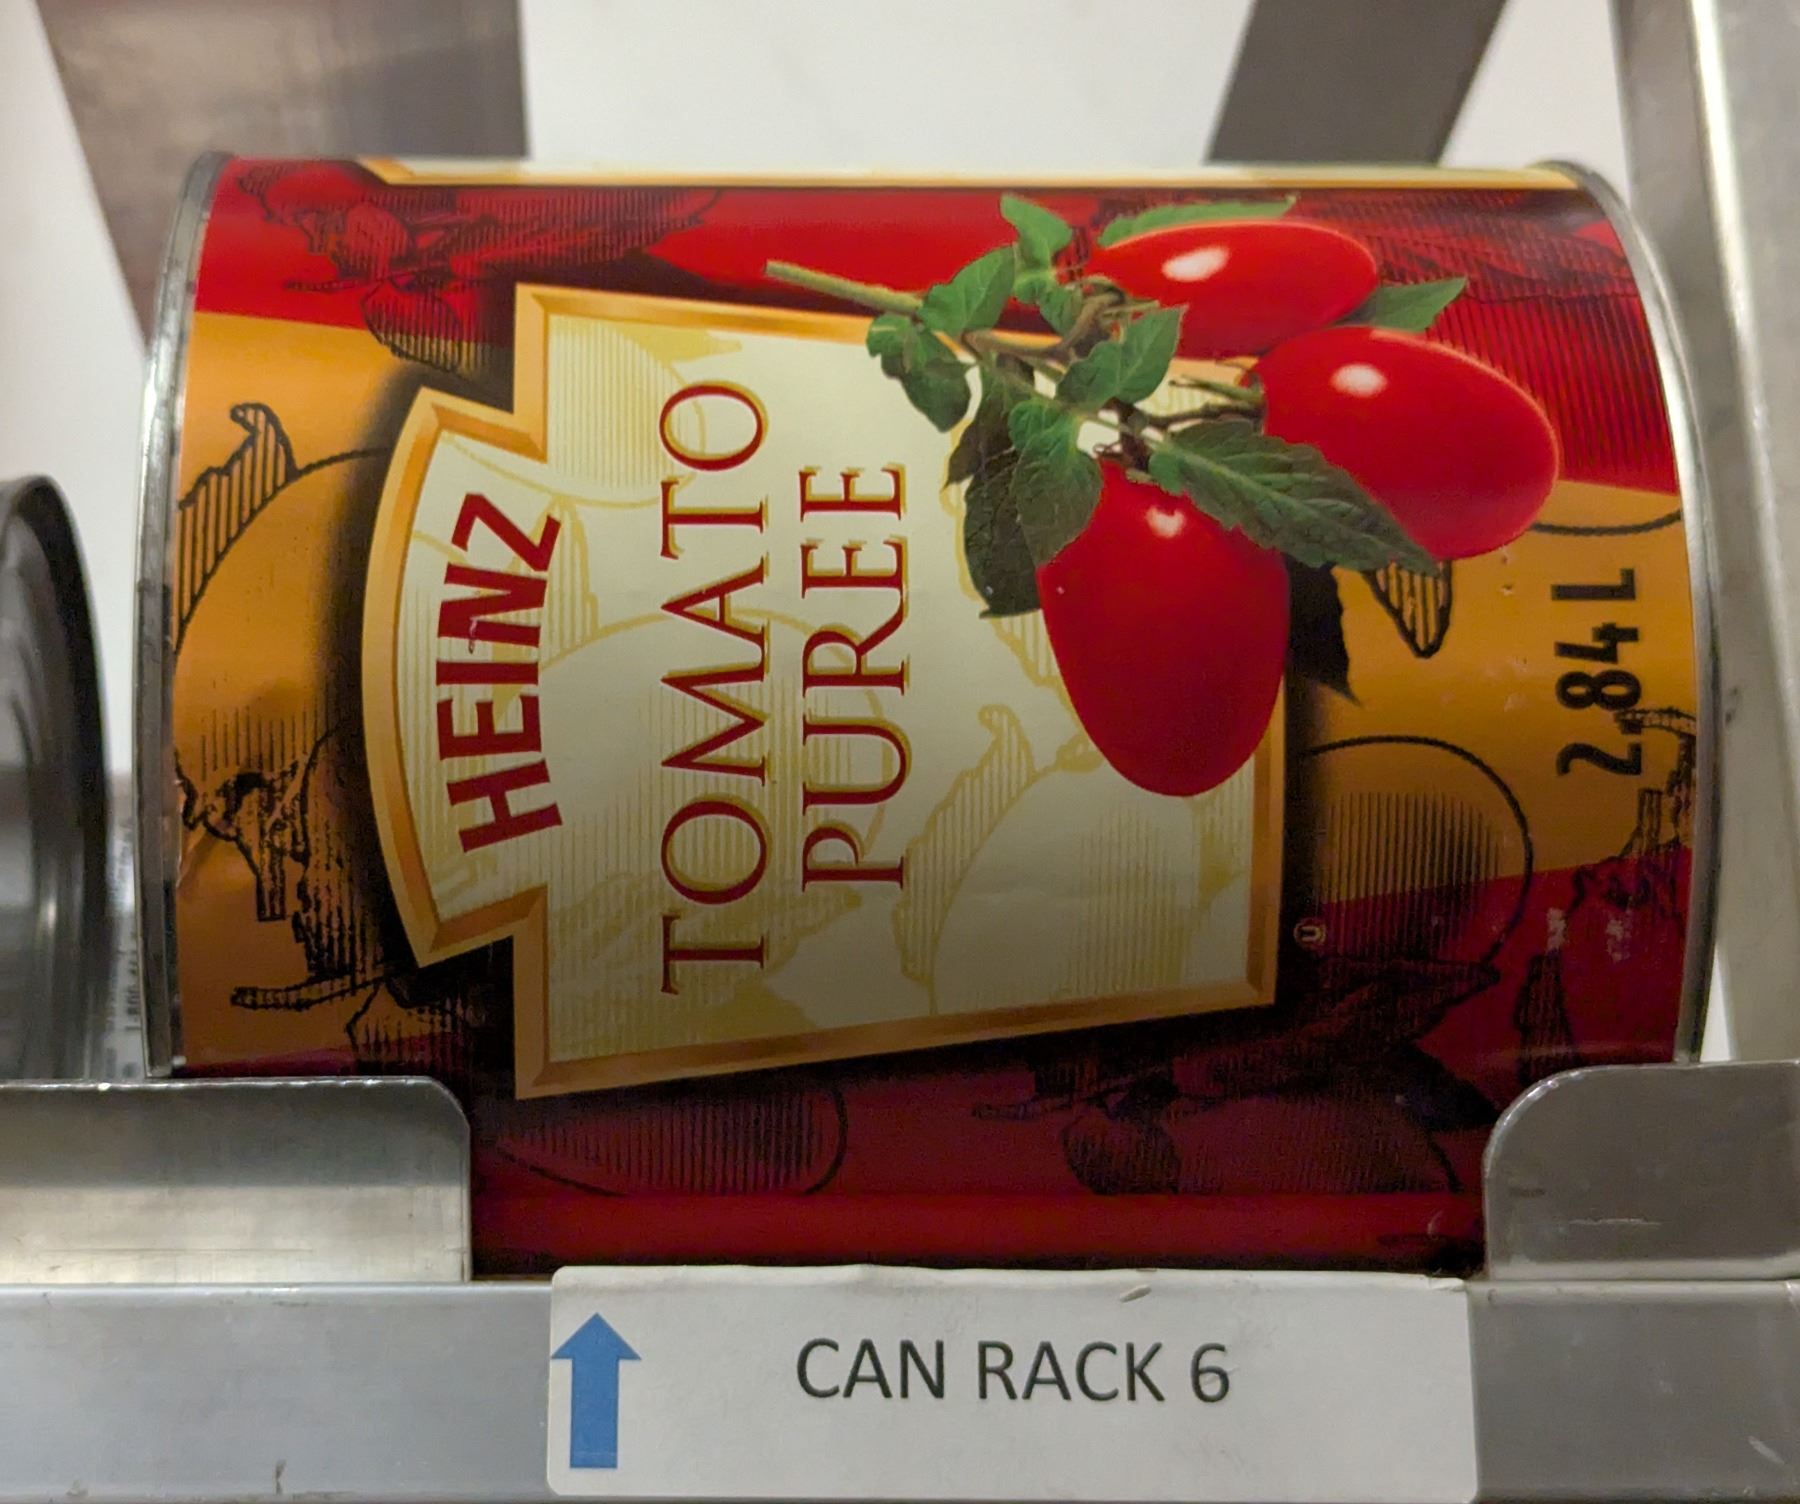 HEINZ
TOMATO
PUREE
2.84 L
U
CAN RACK 6